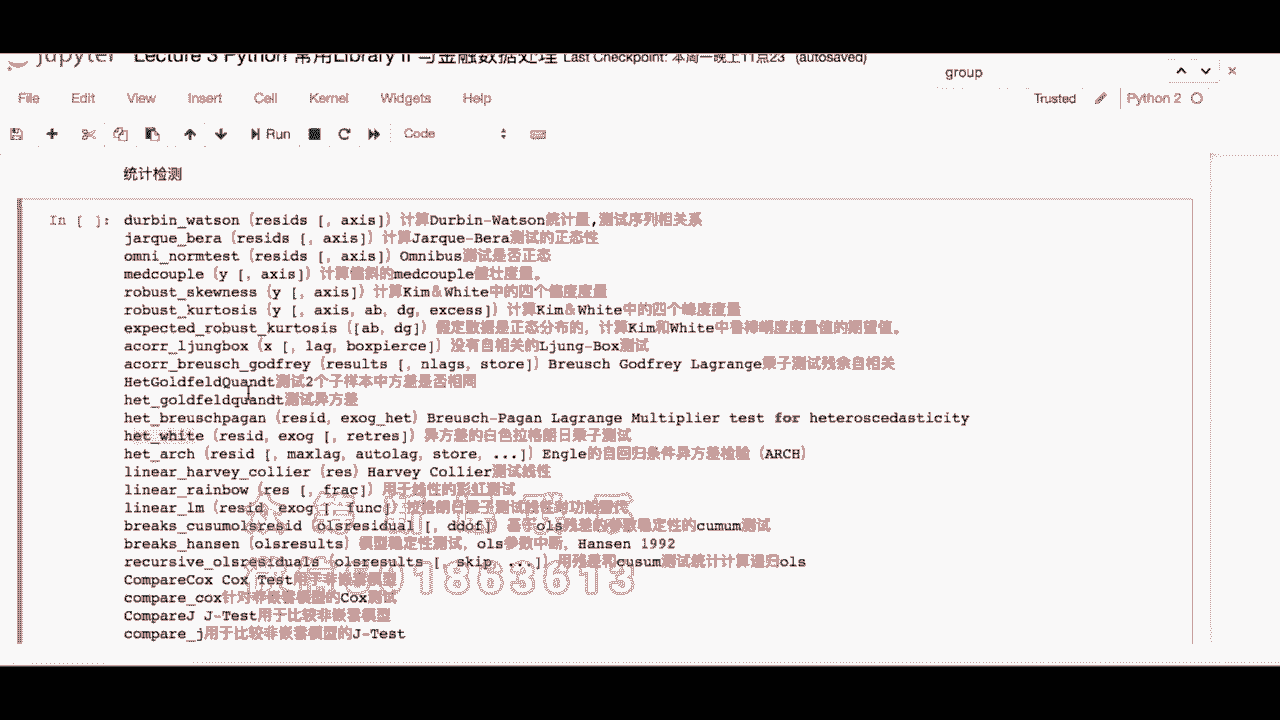 jupyter Lecture 3 Python 常用Library II 与金融数据处理 Last Checkpoint: 本周一晚上11点23 (autosaved)
group
File Edit View Insert Cell Kernel Widgets Help
Trusted Python 2
Run Code
统计检测
In [ ]:
durbin_watson (resids [, axis]) 计算Durbin-Watson统计量,测试序列相关系
jarque_bera (resids [, axis]) 计算Jarque-Bera测试的正态性
omni_normtest (resids [, axis]) Omnibus测试是否正态
medcouple (y [, axis]) 计算倾斜的medcouple健壮度量。
robust_skewness (y [, axis]) 计算Kim＆White中的四个偏度度量
robust_kurtosis (y [, axis, ab, dg, excess]) 计算Kim＆White中的四个峰度度量
expected_robust_kurtosis ([ab, dg]) 假定数据是正态分布的，计算Kim和White中鲁棒峭度度量值的期望值。
acorr_ljungbox (x [, lag, boxpierce]) 没有自相关的Ljung-Box测试
acorr_breusch_godfrey (results [, nlags, store]) Breusch Godfrey Lagrange乘子测试残余自相关
HetGoldfeldQuandt测试2个子样本中方差是否相同
het_goldfeldquandt测试异方差
het_breuschpagan (resid, exog_het) Breusch-Pagan Lagrange Multiplier test for heteroscedasticity
het_white (resid, exog [, retres]) 异方差的白色拉格朗日乘子测试
het_arch (resid [, maxlag, autolag, store, ...]) Engle的自回归条件异方差检验（ARCH）
linear_harvey_collier (res) Harvey Collier测试线性
linear_rainbow (res [, frac]) 用于线性的彩虹测试
linear_lm (resid, exog [, func]) 拉格朗日乘子测试线性对功能替代
breaks_cusumolsresid (olsresidual [, ddof]) 基于ols残差的参数稳定性的cumum测试
breaks_hansen (olsresults) 模型稳定性测试，ols参数中断，Hansen 1992
recursive_olsresiduals (olsresults [, skip, ...]) 用残差和cusum测试统计计算递归ols
CompareCox Cox Test用于非嵌套模型
compare_cox针对非嵌套模型的Cox测试
CompareJ J-Test用于比较非嵌套模型
compare_j用于比较非嵌套模型的J-Test